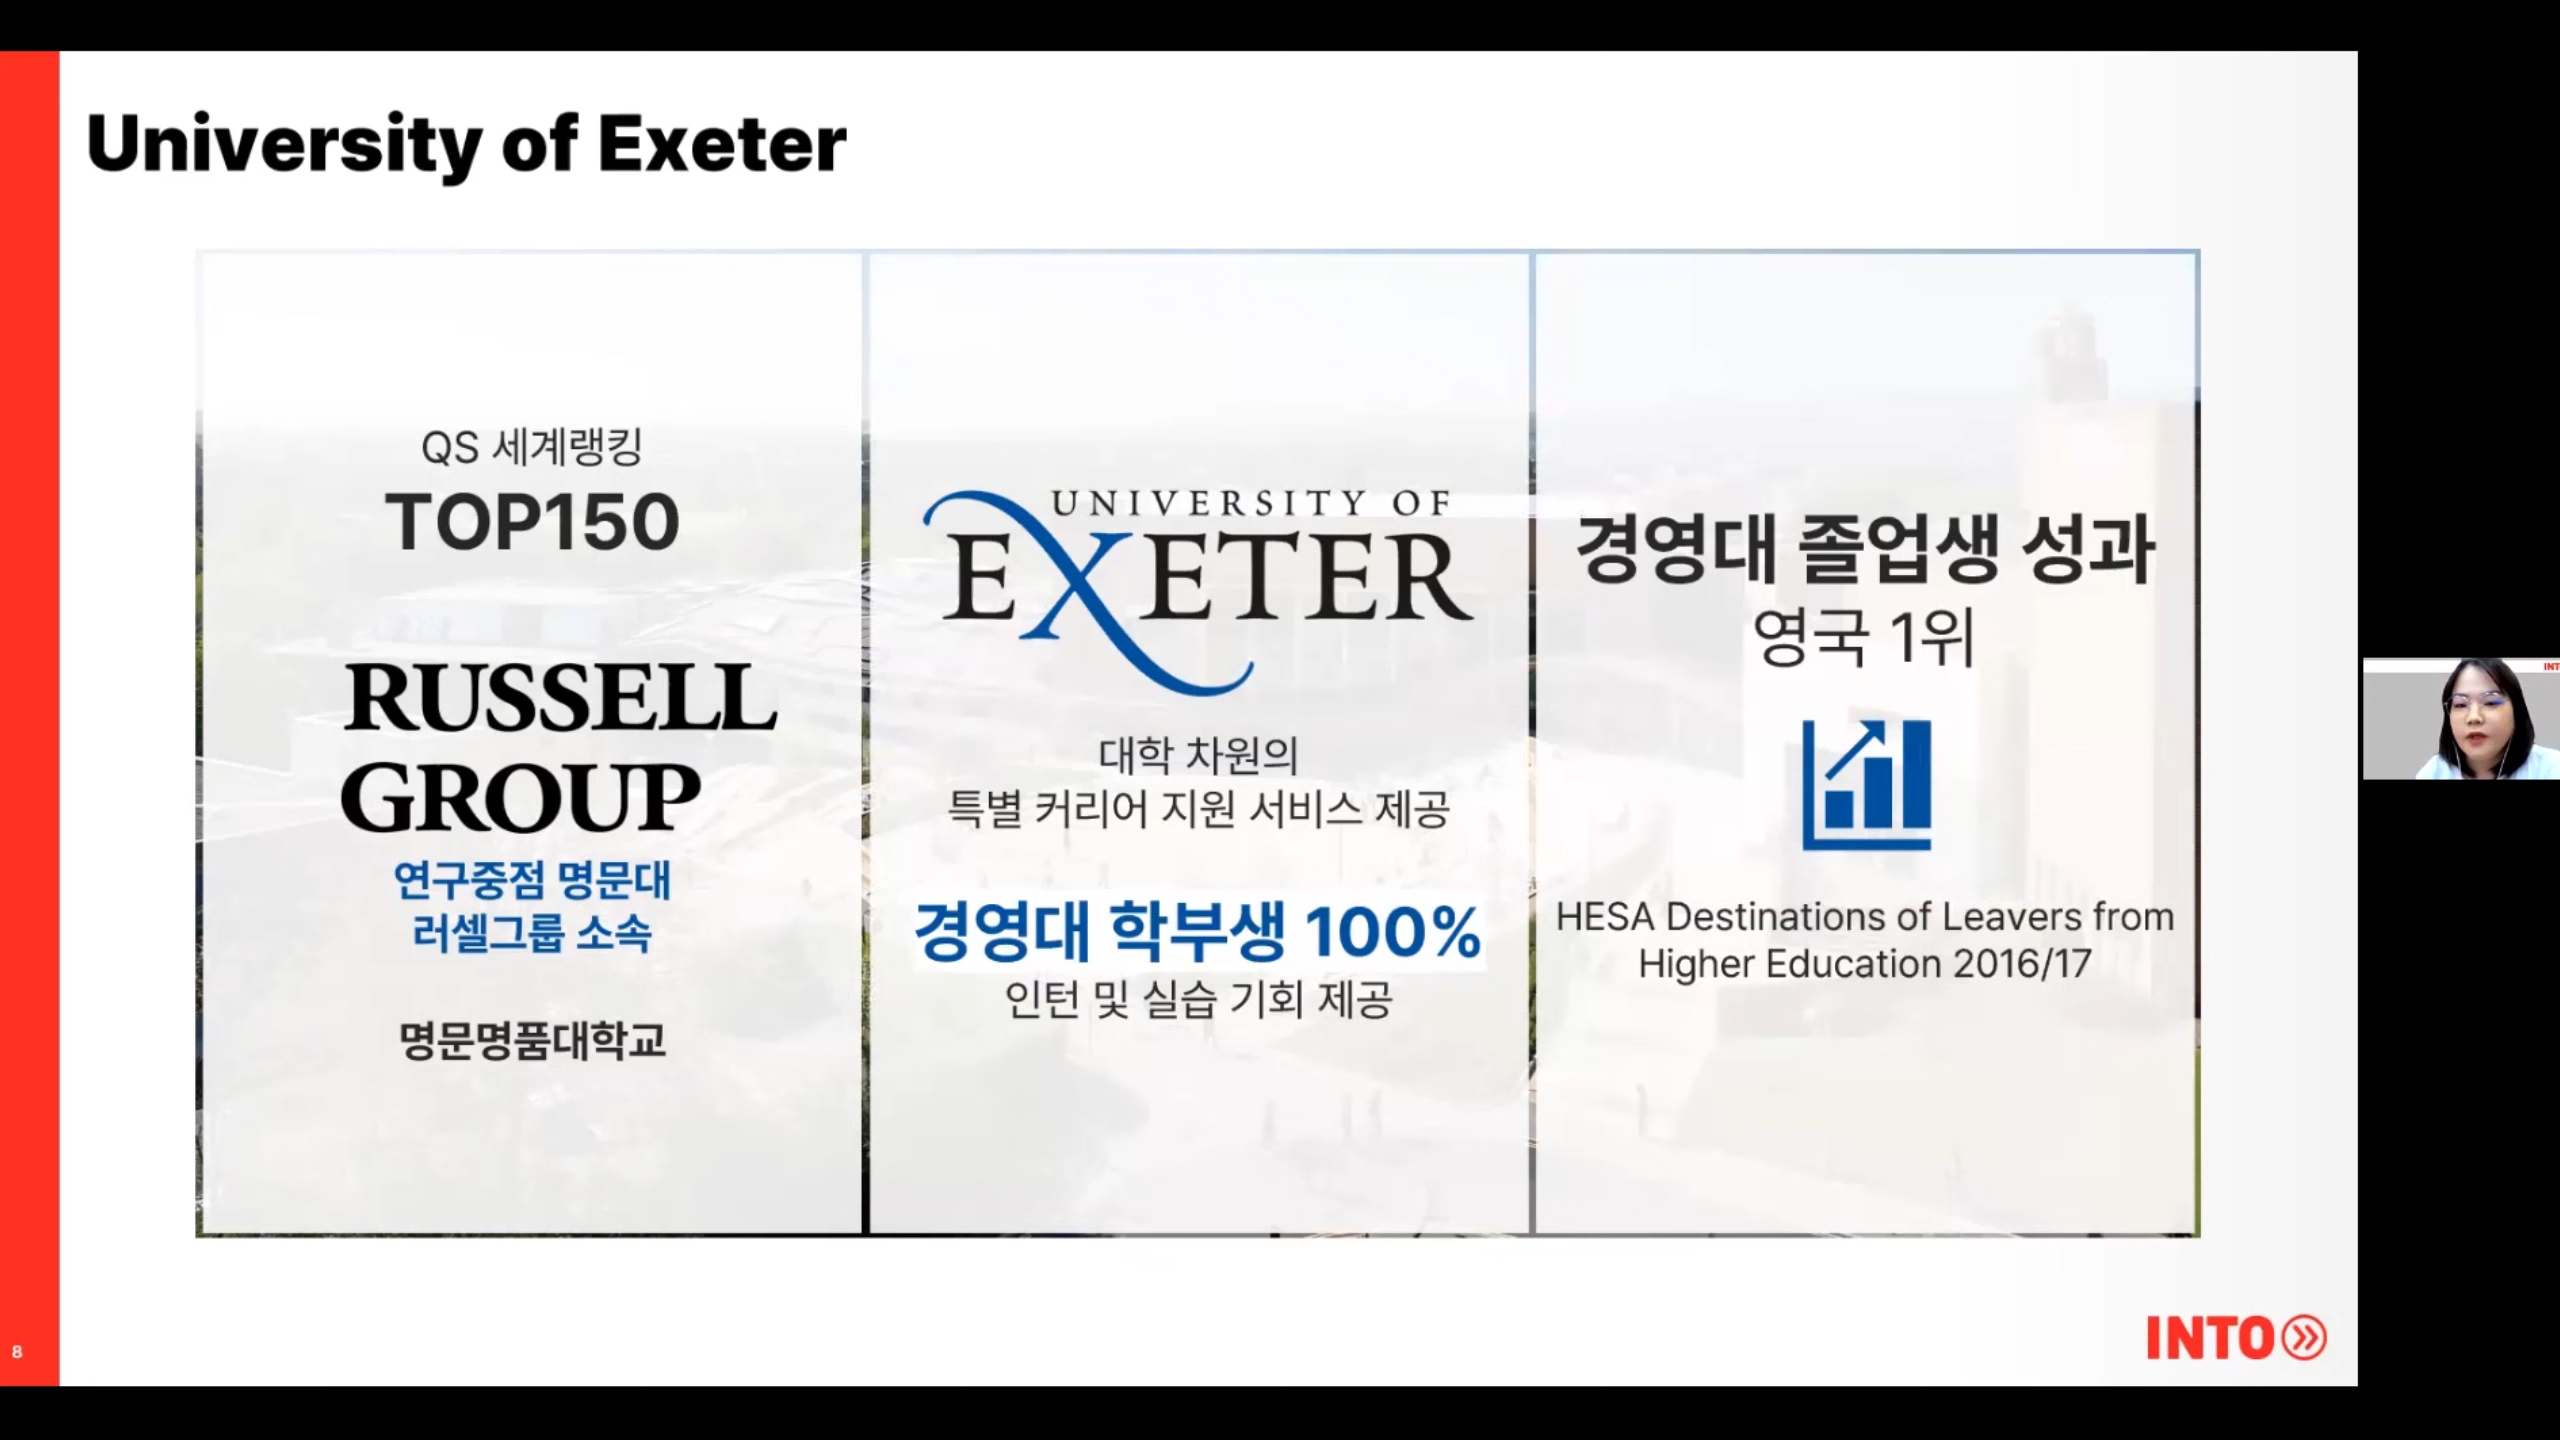 University of Exeter
QS 세계랭킹
TOP150
RUSSELL
GROUP
연구중점 명문대
러셀그룹 소속
명문명품대학교
UNIVERSITY OF
EXETER
대학 차원의
특별 커리어 지원 서비스 제공
경영대 학부생 100%
인턴 및 실습 기회 제공
경영대 졸업생 성과
영국 1위
HESA Destinations of Leavers from
Higher Education 2016/17
INT
8
INTO